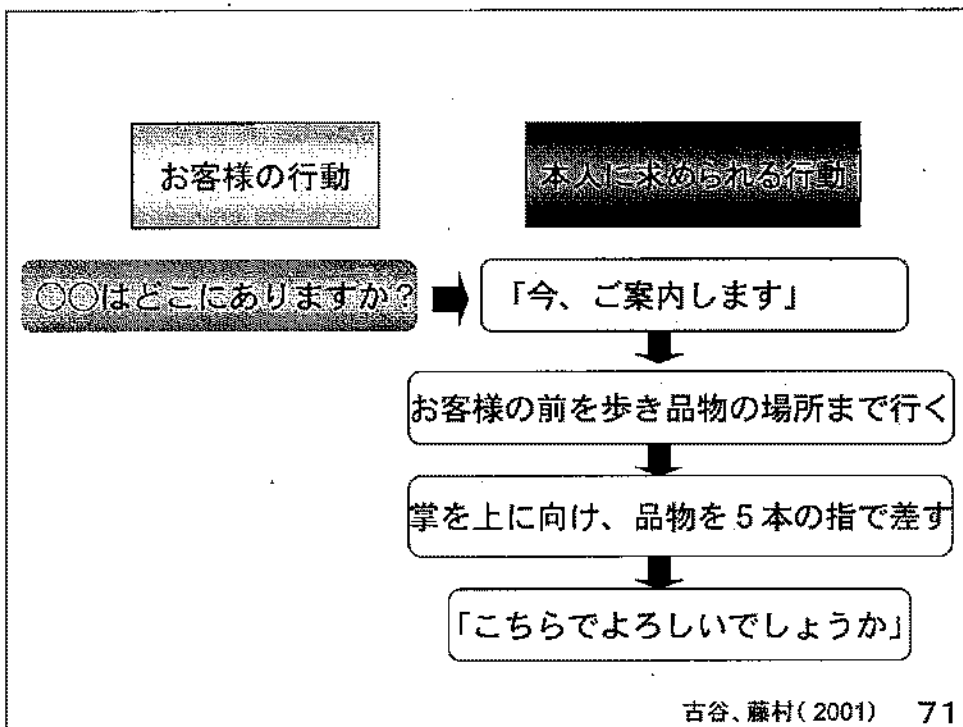 お客様の行動
本人に求められる行動
○○はどこにありますか？
「今、ご案内します」
お客様の前を歩き品物の場所まで行く
掌を上に向け、品物を５本の指で差す
「こちらでよろしいでしょうか」
古谷、藤村(2001) 71